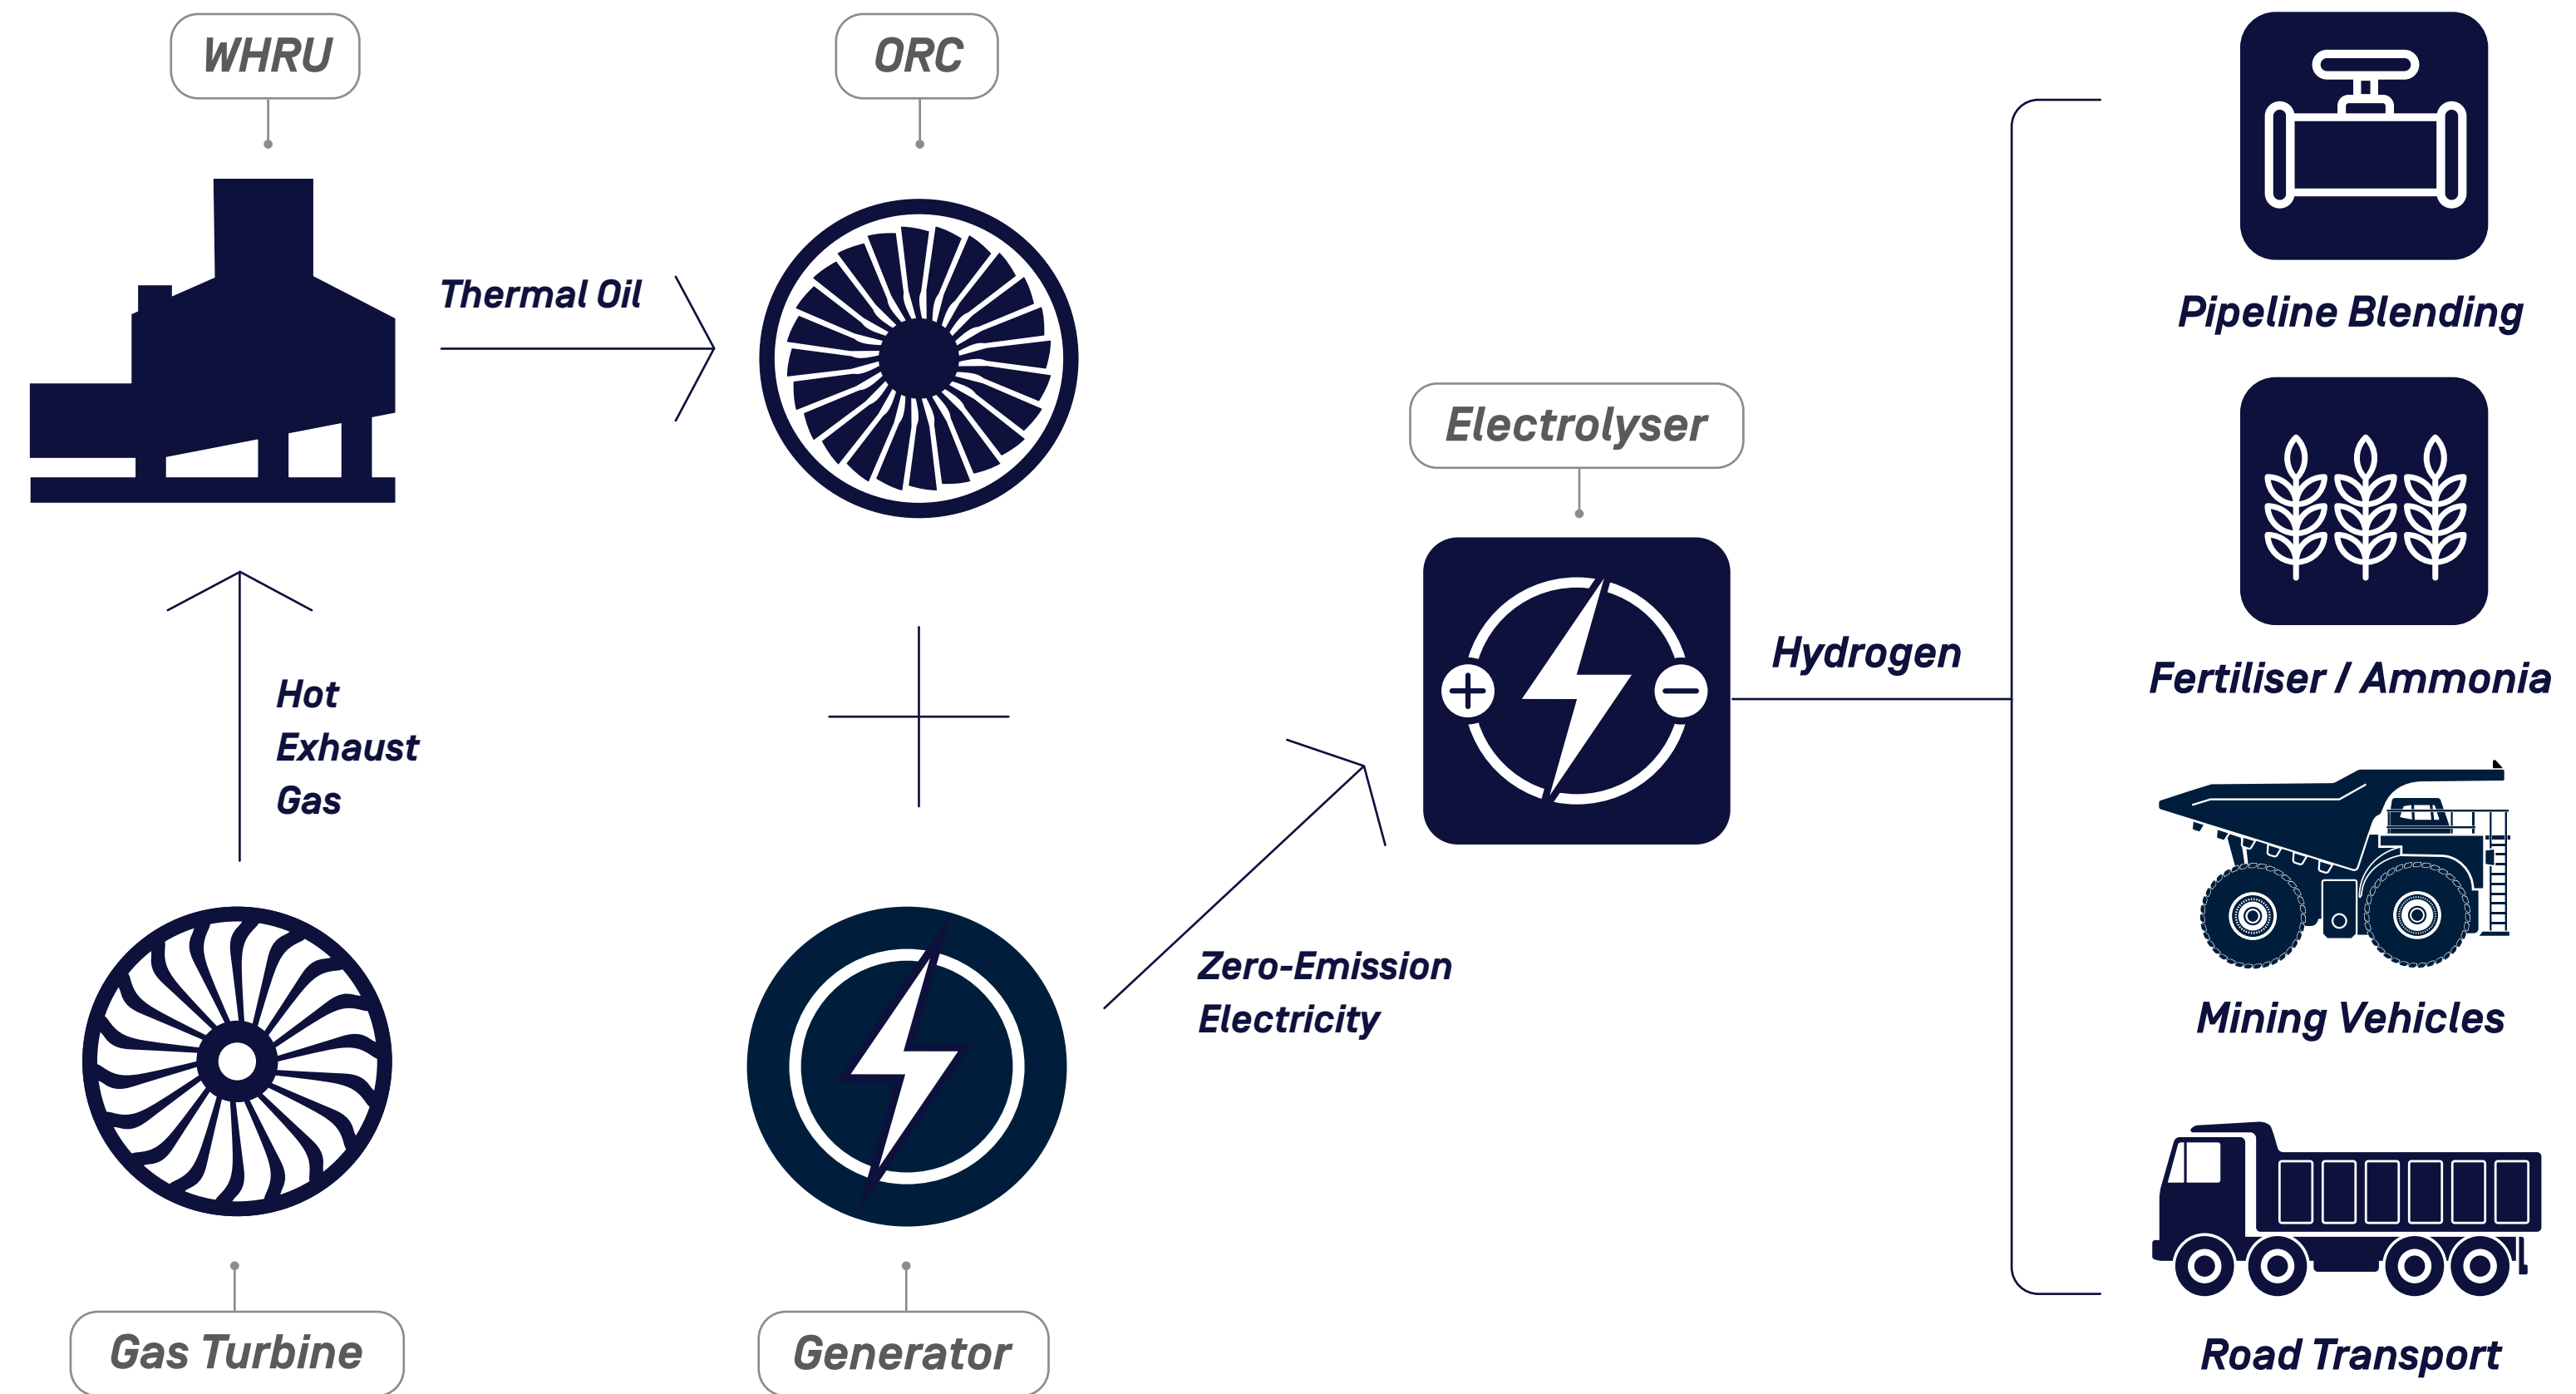 WHRU
ORC
Thermal Oil
Hot
Exhaust
Gas
Gas Turbine
Generator
Zero-Emission
Electricity
Electrolyser
Hydrogen
Pipeline Blending
Fertiliser / Ammonia
Mining Vehicles
Road Transport